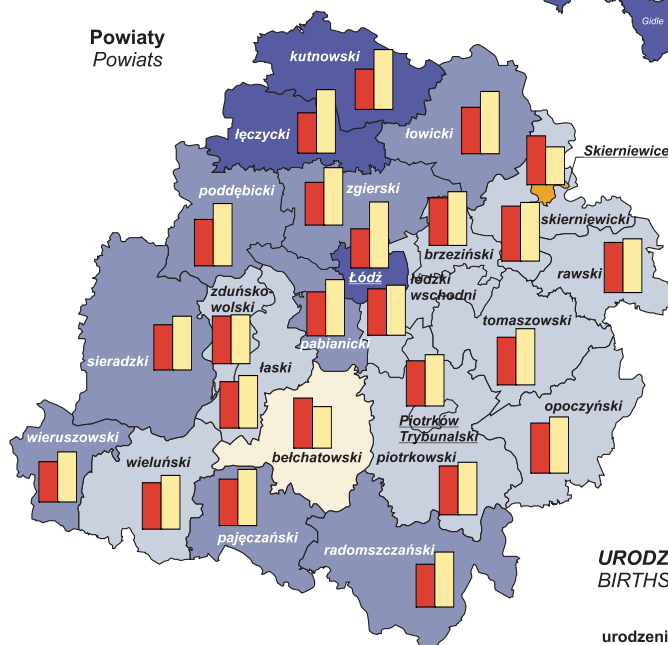 Gidle
Powiaty
Powiats
kutnowski
łęczycki
łowicki
Skierniewice
poddębicki
zgierski
skierniewicki
brzeziński
rawski
Łódź
łódzki
wschodni
zduńsko-
wolski
tomaszowski
pabianicki
sieradzki
łaski
opoczyński
Piotrków
Trybunalski
wieruszowski
wieluński
bełchatowski
piotrkowski
pajęczański
radomszczański
URODZ
BIRTHS
urodzeni